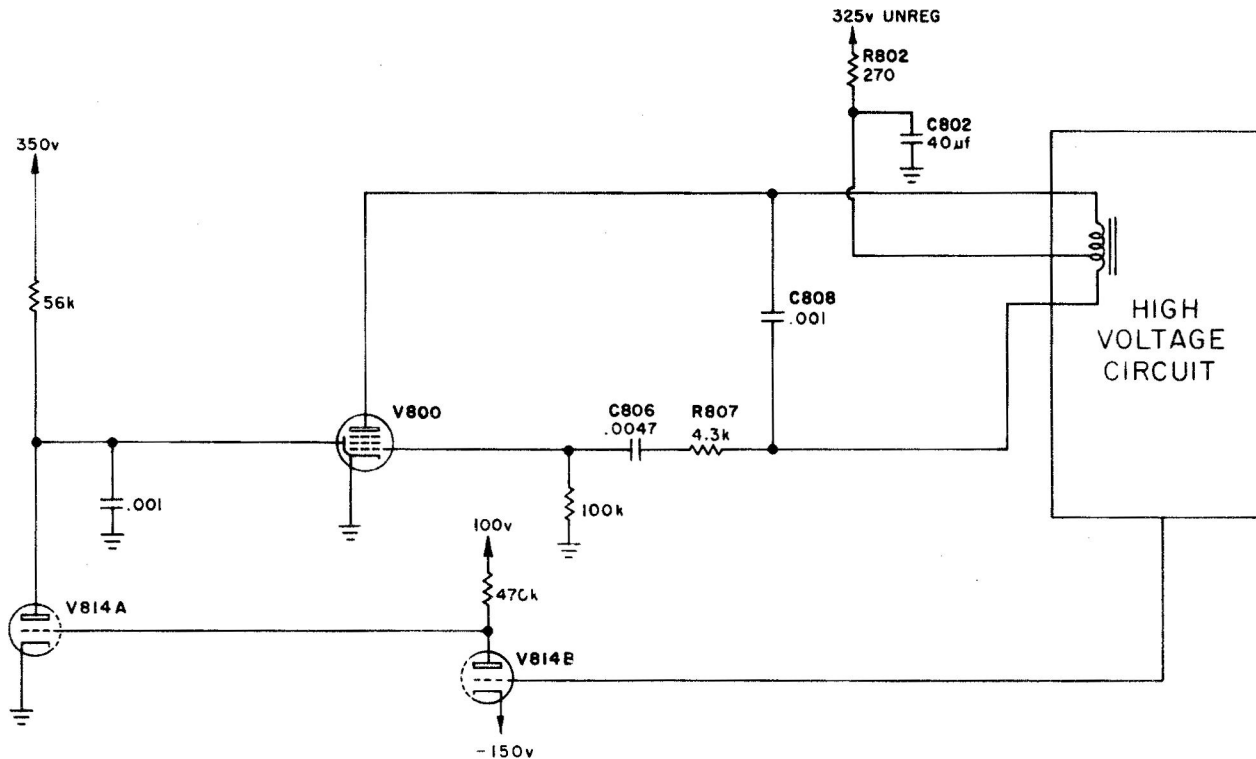 325v UNREG
R802
270
C802
40µf
350v
56k
C808
.001
HIGH
VOLTAGE
CIRCUIT
V800
C806
.0047
R807
4.3k
.001
100k
100v
470k
V814A
V814B
-150v